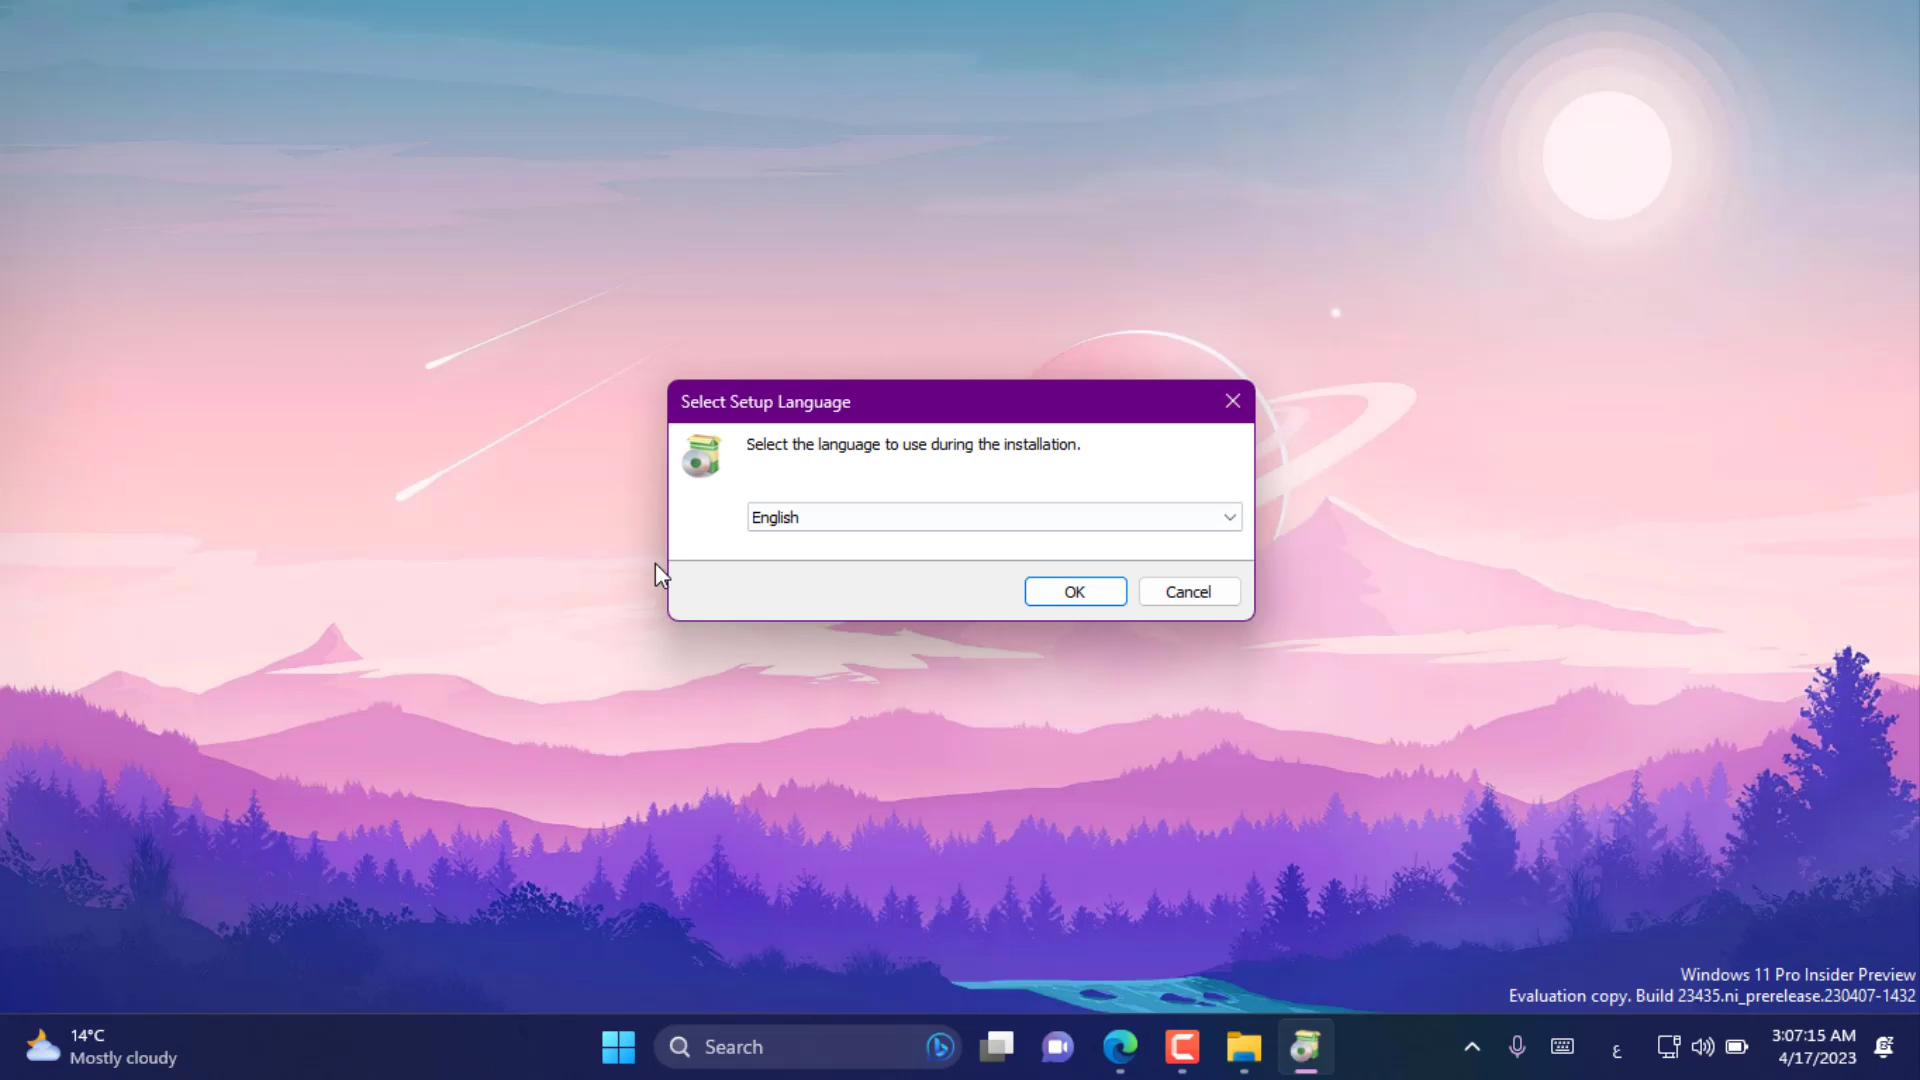 Select Setup Language
Select the language to use during the installation.
English
OK
Cancel
Windows 11 Pro Insider Preview
Evaluation copy. Build 23435.ni_prerelease.230407-1432
14°C
Mostly cloudy
Search
ع
3:07:15 AM
4/17/2023